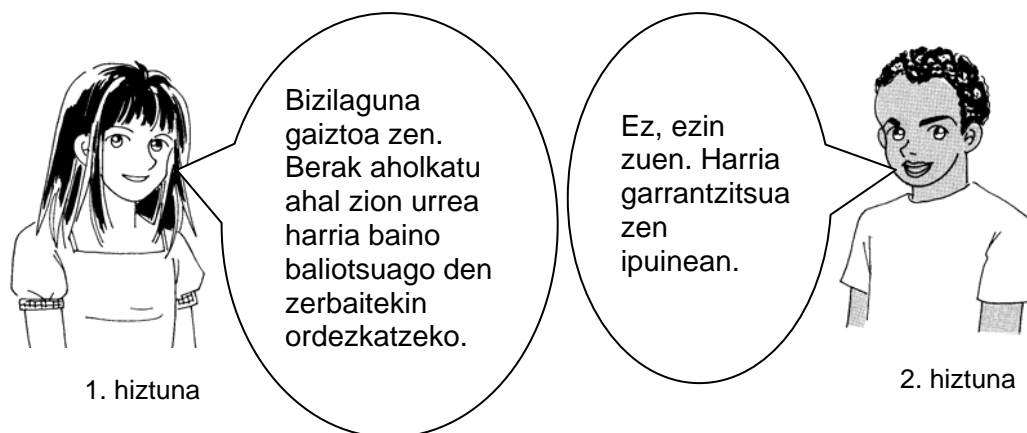 Bizilaguna
gaiztoa zen.
Berak aholkatu
ahal zion urrea
harria baino
baliotsuago den
zerbaitekin
ordezkatzeko.
Ez, ezin
zuen. Harria
garrantzitsua
zen
ipuinean.
1. hiztuna
2. hiztuna